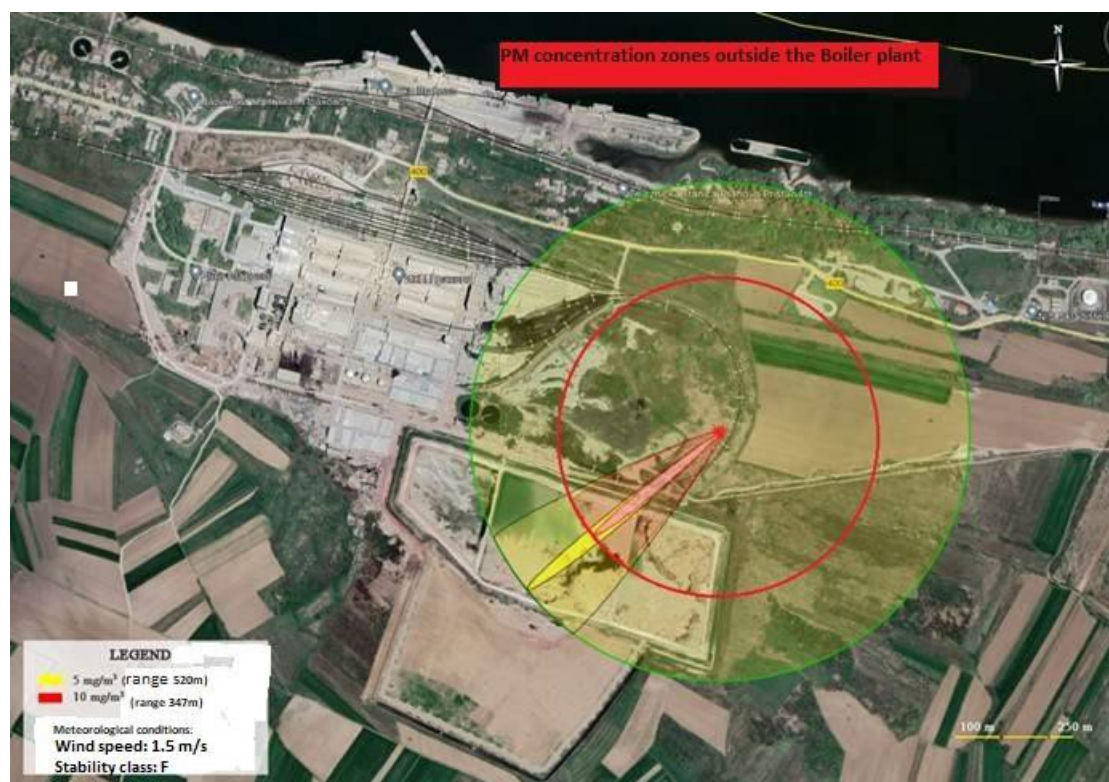 PM concentration zones outside the Boiler plant
N
400
400
LEGEND
5 mg/m³ (range 520m)
10 mg/m³ (range 347m)
Meteorological conditions:
Wind speed: 1.5 m/s
Stability class: F
100 m 250 m